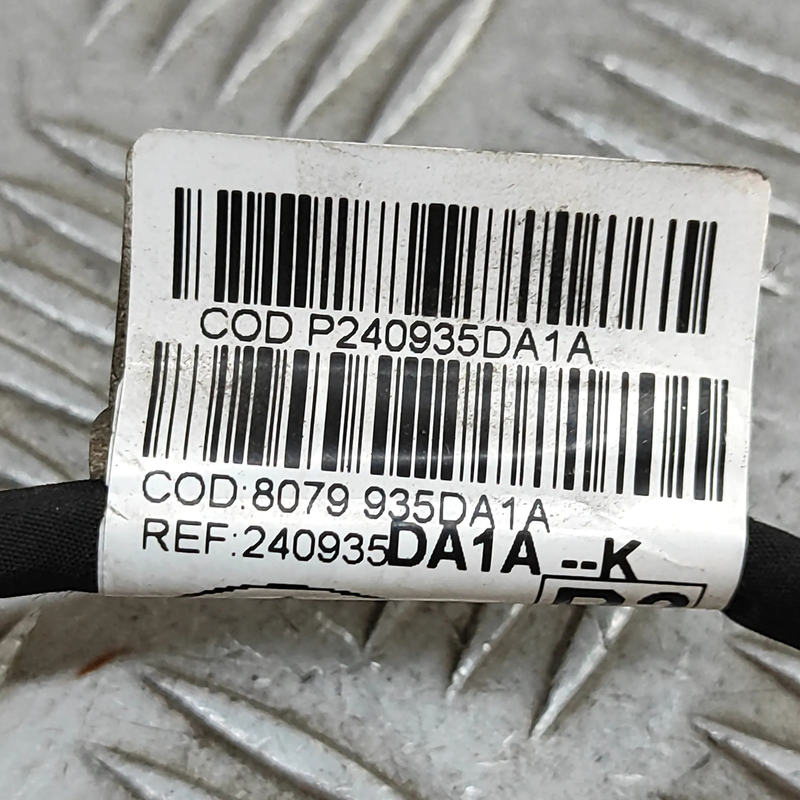 COD P240935DA1A
COD:8079 935DA1A
REF:240935DA1A --K